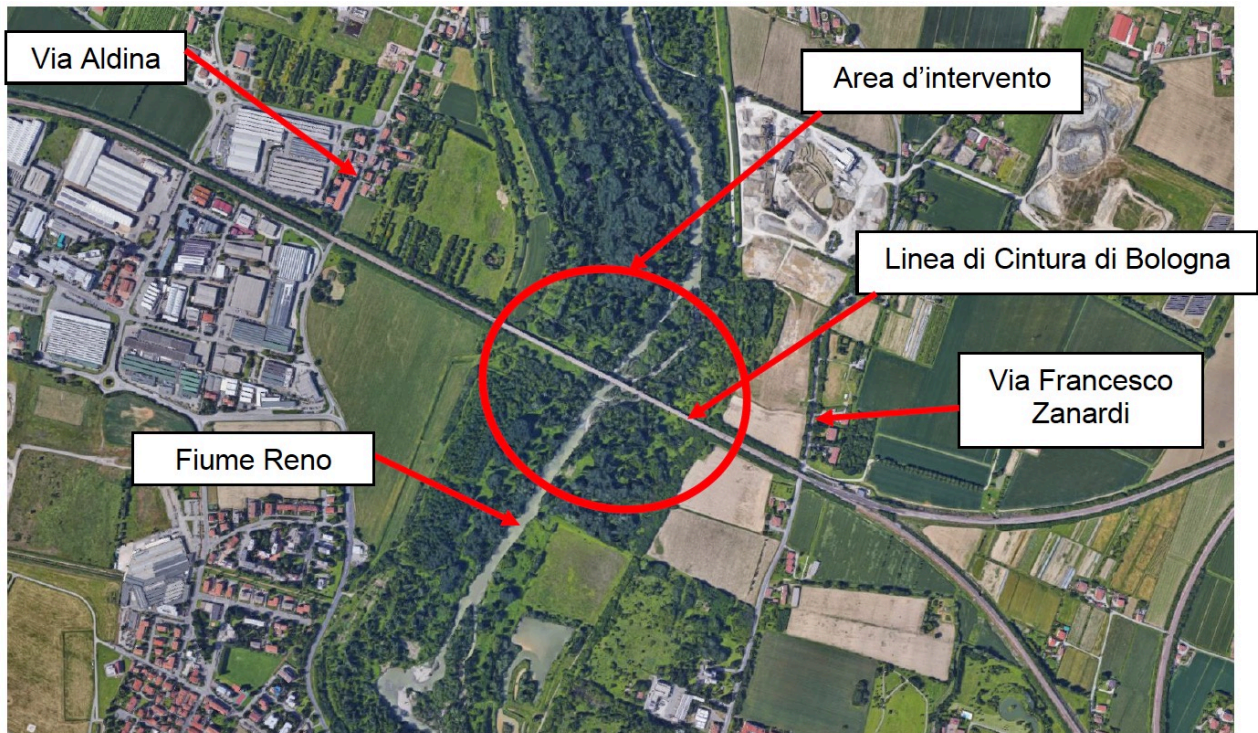 Via Aldina
Area d’intervento
Linea di Cintura di Bologna
Via Francesco
Zanardi
Fiume Reno